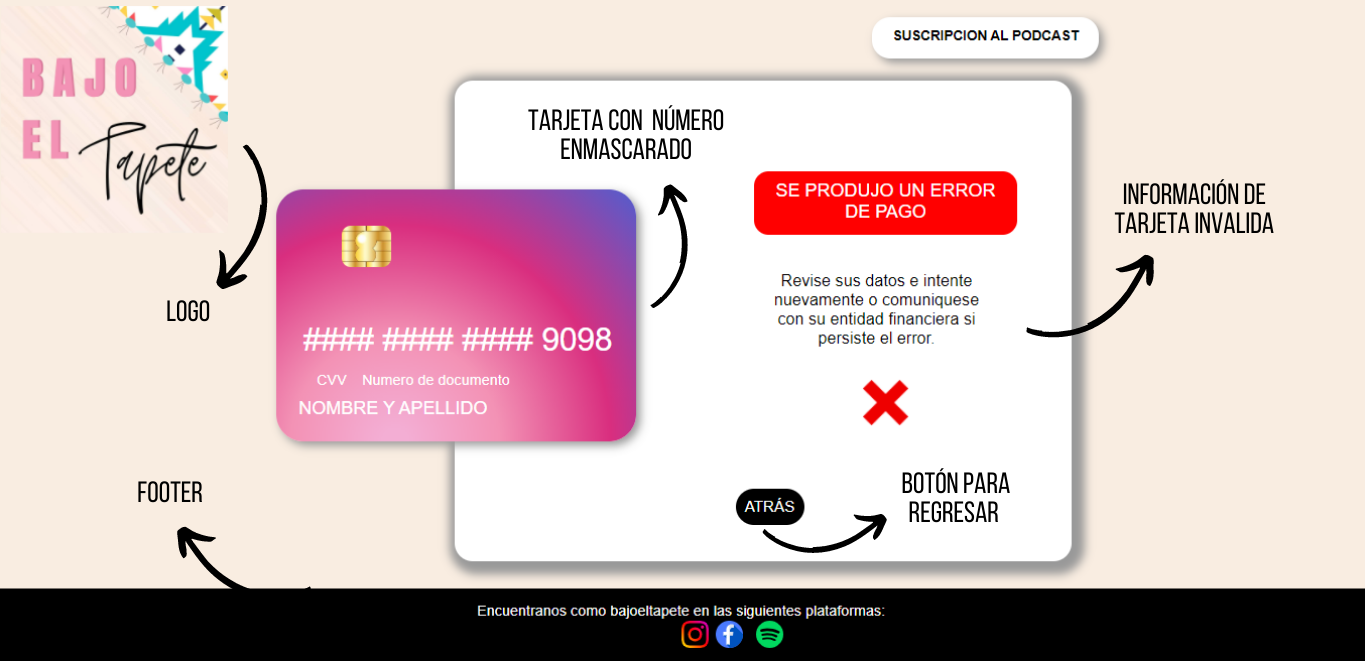 BAJO
EL Tapete
SUSCRIPCION AL PODCAST
TARJETA CON NÚMERO
ENMASCARADO
SE PRODUJO UN ERROR
DE PAGO
INFORMACIÓN DE
TARJETA INVALIDA
Revise sus datos e intente
nuevamente o comuniquese
con su entidad financiera si
persiste el error.
LOGO
#### #### #### 9098
CVV Numero de documento
NOMBRE Y APELLIDO
FOOTER
ATRÁS
BOTÓN PARA
REGRESAR
Encuentranos como bajoeltapete en las siguientes plataformas: